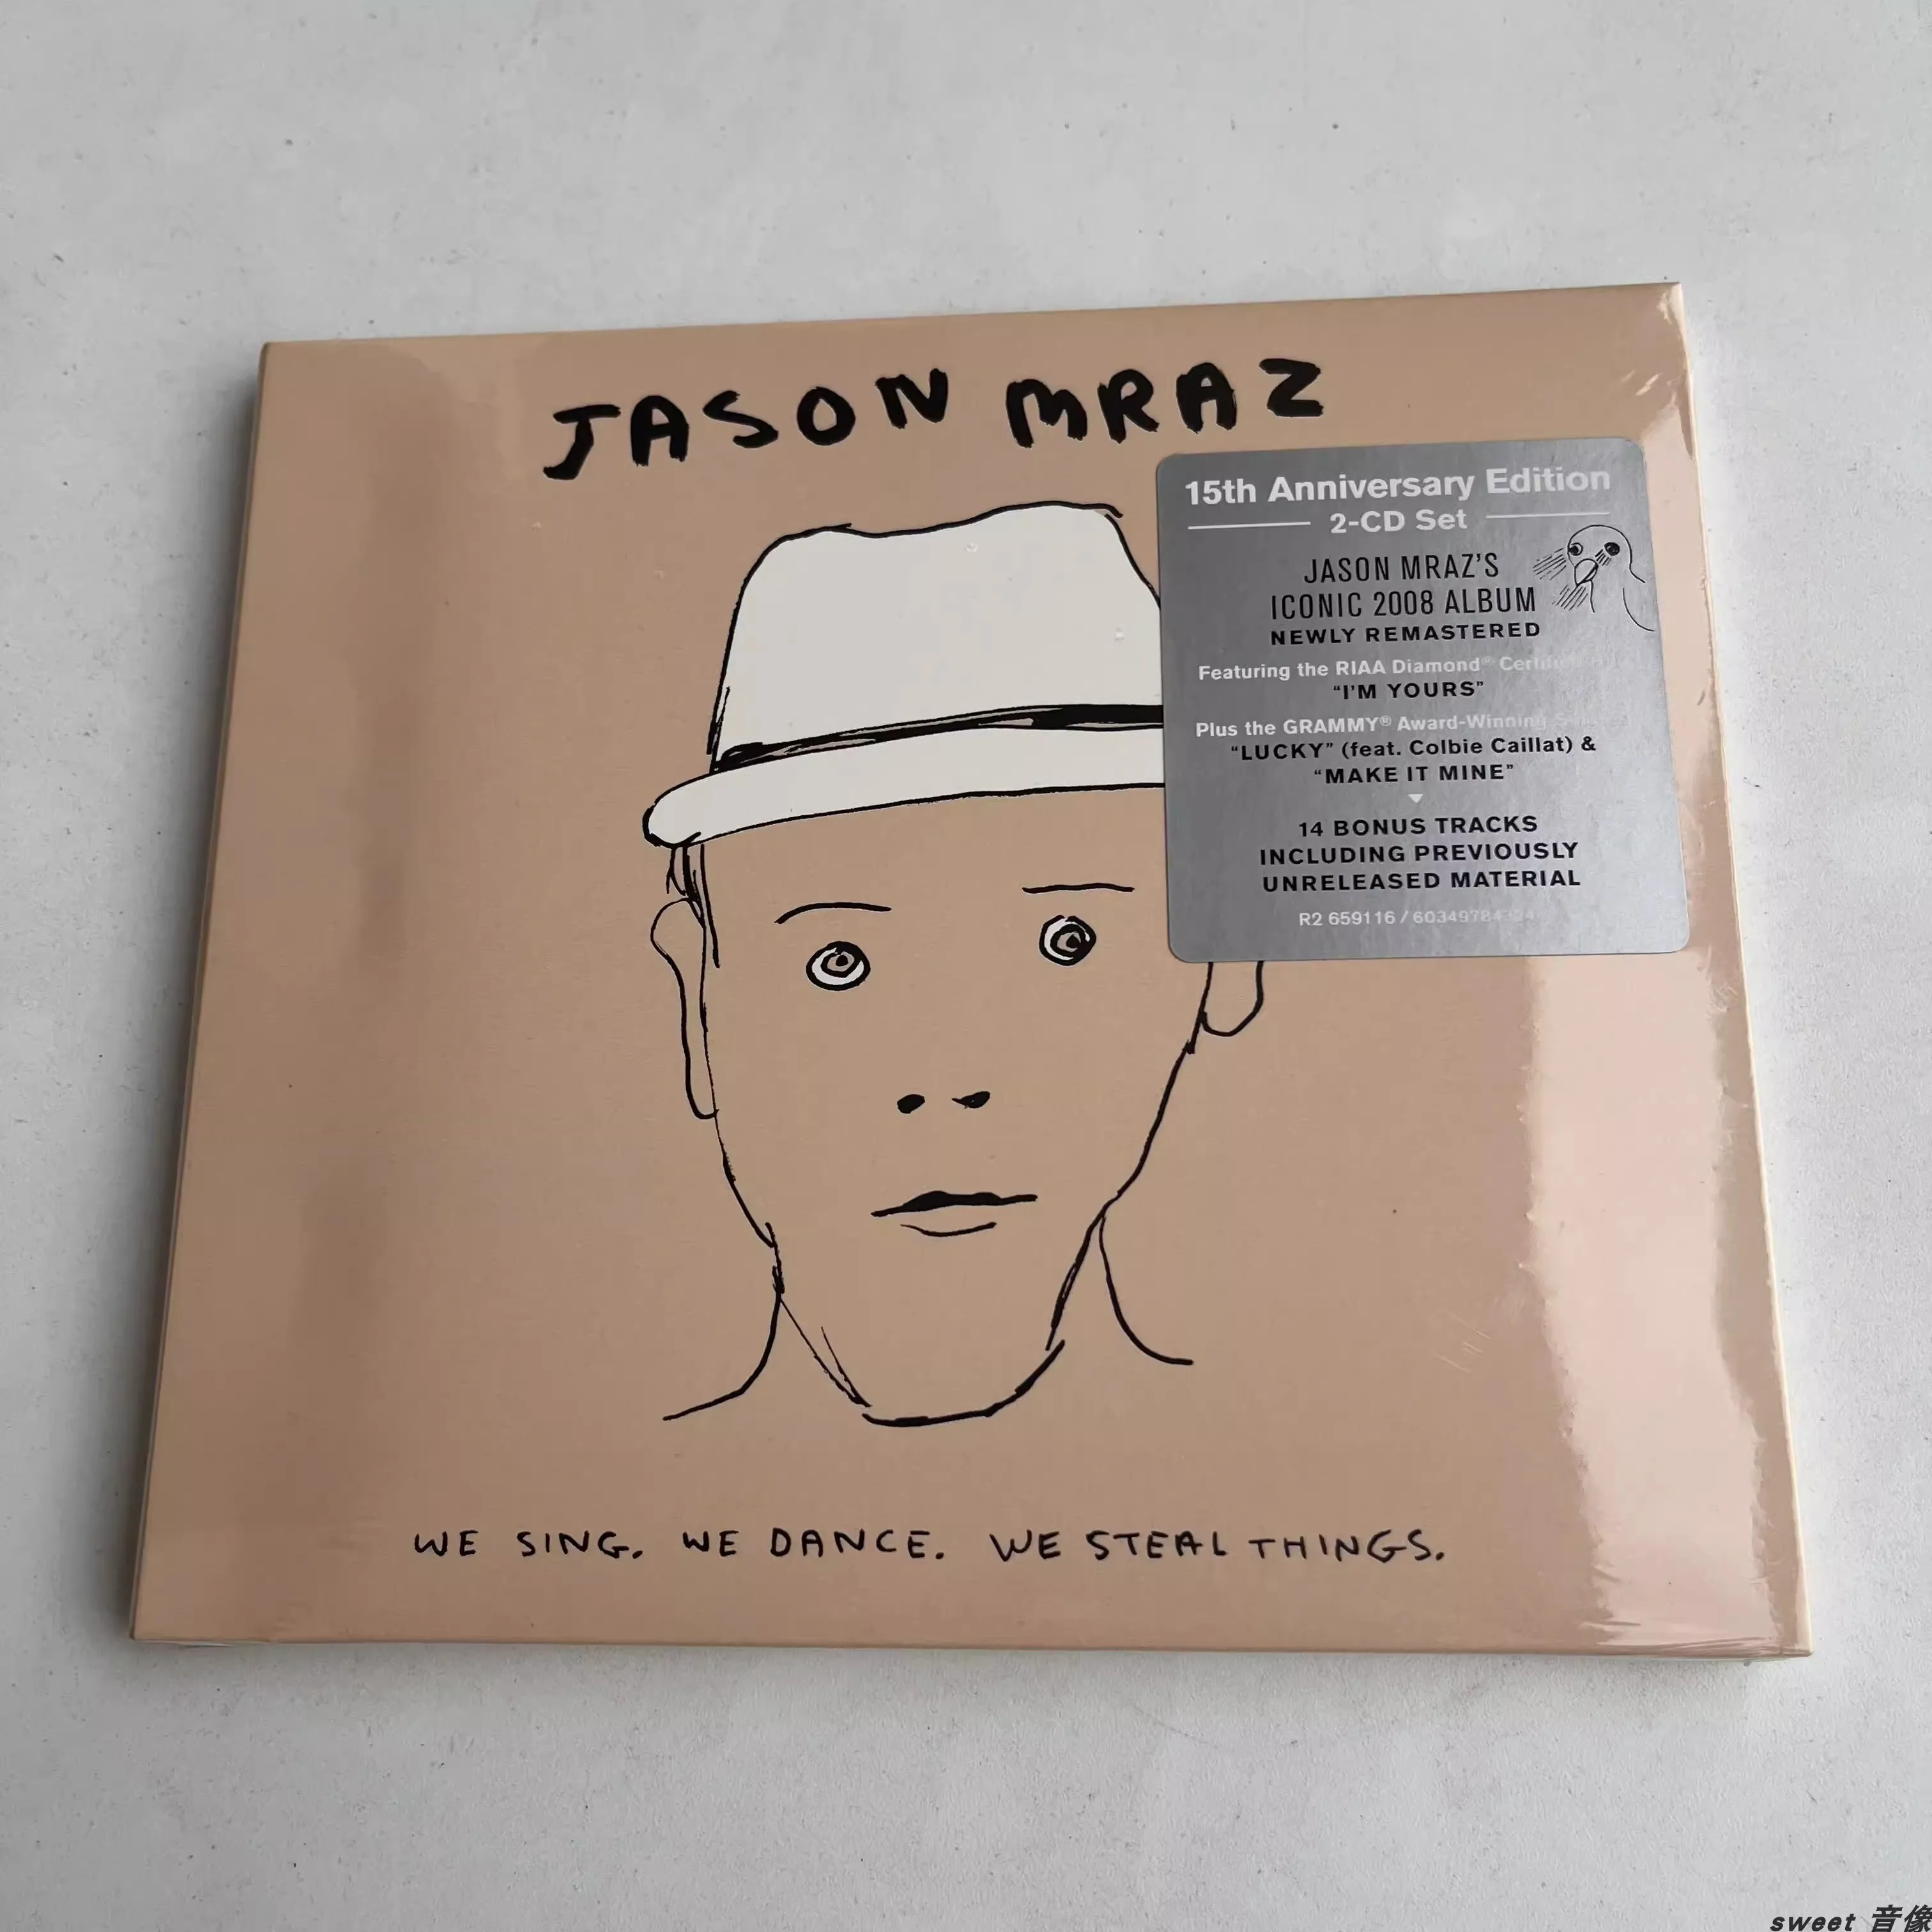 JASON MRAZ
15th Anniversary Edition
2-CD Set
JASON MRAZ'S
ICONIC 2008 ALBUM
NEWLY REMASTERED
Featuring the RIAA Diamond®
"I'M YOURS"
Plus the GRAMMY® Award-Winning
"LUCKY" (feat. Colbie Caillat) &
"MAKE IT MINE"
14 BONUS TRACKS
INCLUDING PREVIOUSLY
UNRELEASED MATERIAL
R2 659116 /
WE SING. WE DANCE. WE STEAL THINGS.
sweet 音像